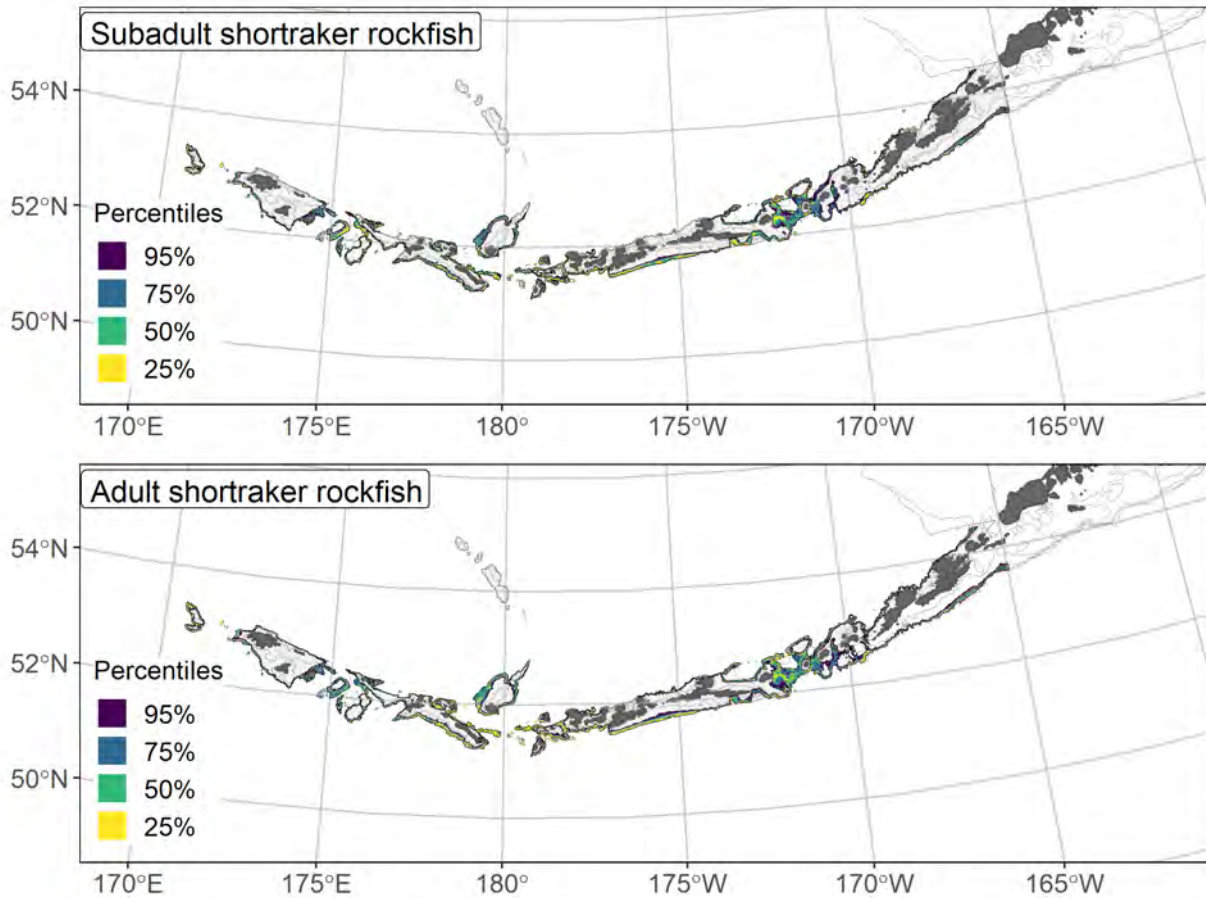 Subadult shortraker rockfish
54°N
52°N
50°N
Percentiles
95%
75%
50%
25%
170°E
175°E
180°
175°W
170°W
165°W
Adult shortraker rockfish
54°N
52°N
50°N
Percentiles
95%
75%
50%
25%
170°E
175°E
180°
175°W
170°W
165°W